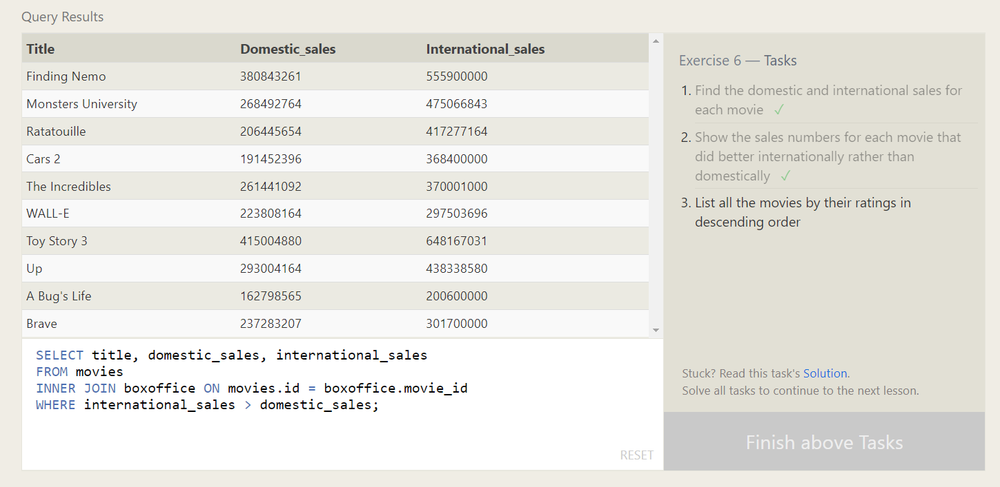 Query Results
Title Domestic_sales International_sales
Finding Nemo 380843261 555900000
Monsters University 268492764 475066843
Ratatouille 206445654 417277164
Cars 2 191452396 368400000
The Incredibles 261441092 370001000
WALL-E 223808164 297503696
Toy Story 3 415004880 648167031
Up 293004164 438338580
A Bug's Life 162798565 200600000
Brave 237283207 301700000
SELECT title, domestic_sales, international_sales
FROM movies
INNER JOIN boxoffice ON movies.id = boxoffice.movie_id
WHERE international_sales > domestic_sales;
RESET
Exercise 6 — Tasks
1. Find the domestic and international sales for
each movie ✓
2. Show the sales numbers for each movie that
did better internationally rather than
domestically ✓
3. List all the movies by their ratings in
descending order
Stuck? Read this task's Solution.
Solve all tasks to continue to the next lesson.
Finish above Tasks